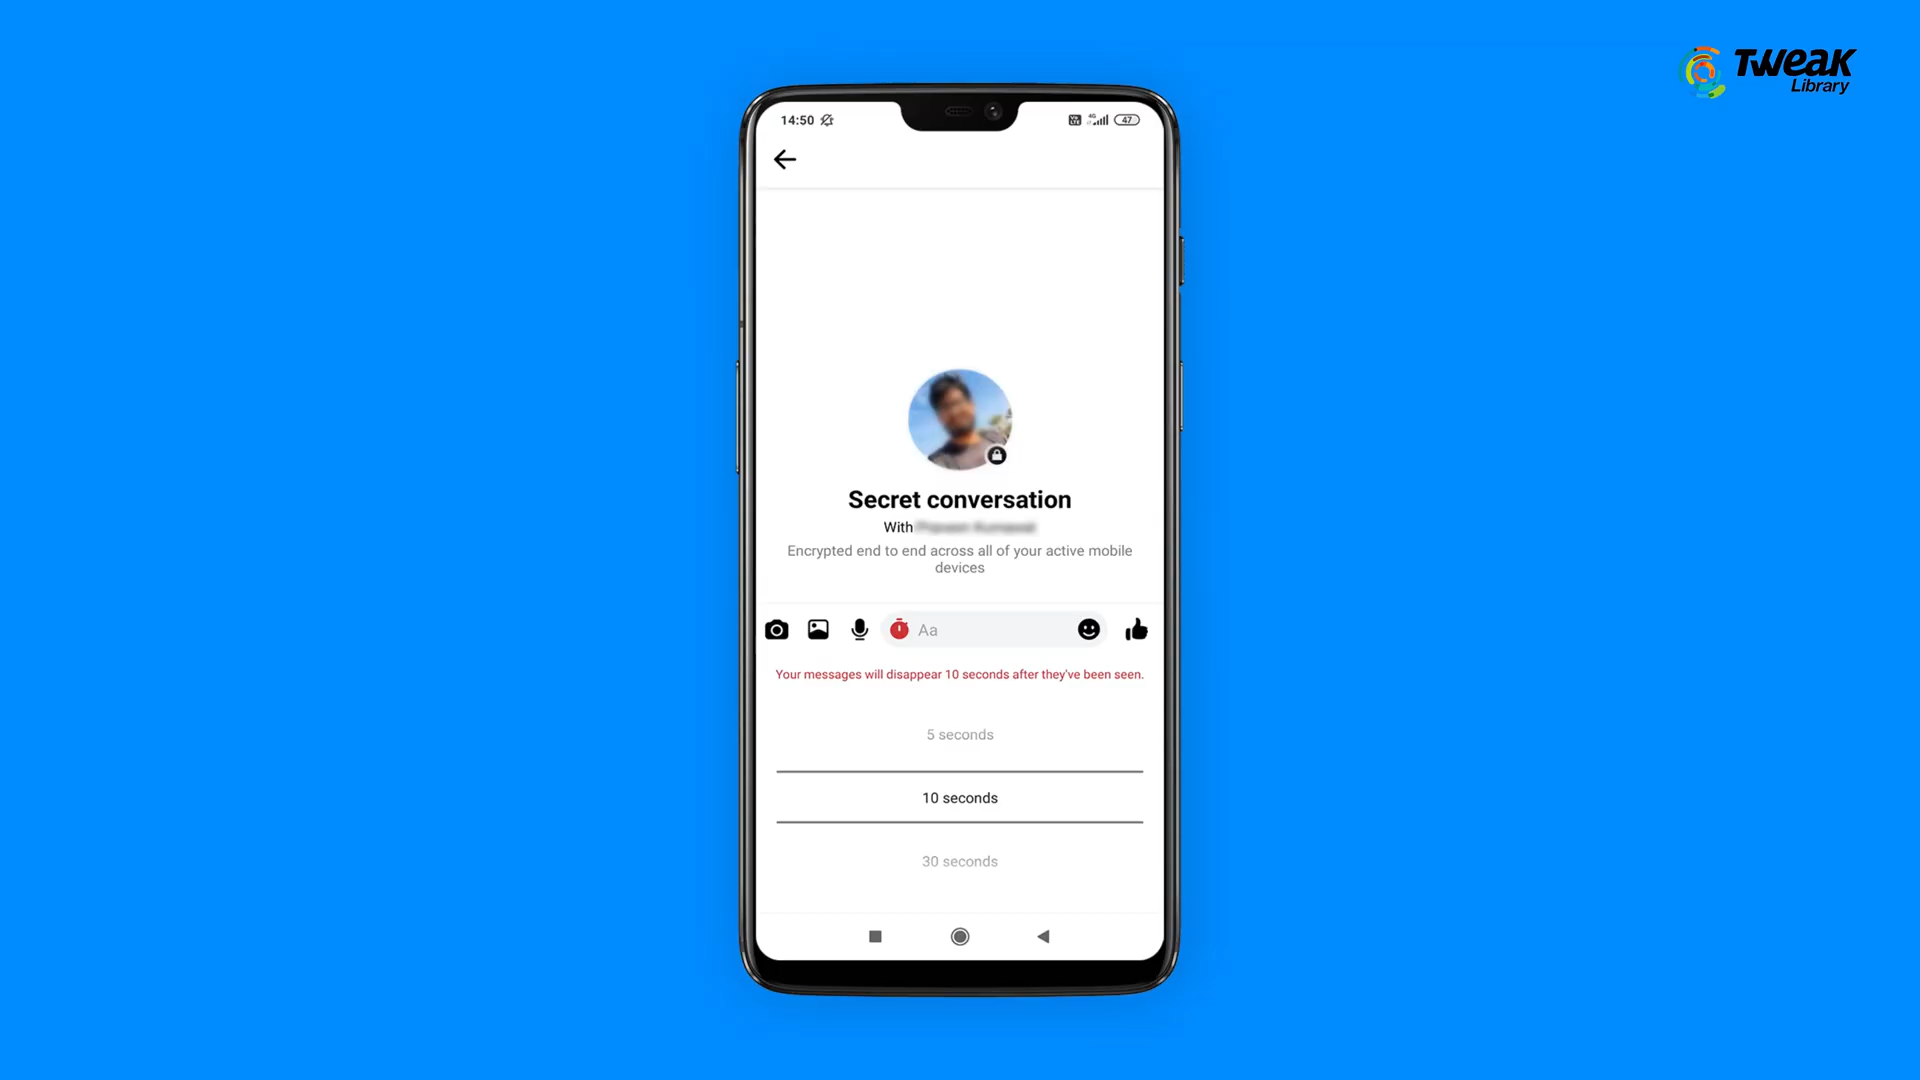 TWEAK
Library
14:50
4G
47
Secret conversation
With
Encrypted end to end across all of your active mobile
devices
Aa
Your messages will disappear 10 seconds after they've been seen.
5 seconds
10 seconds
30 seconds